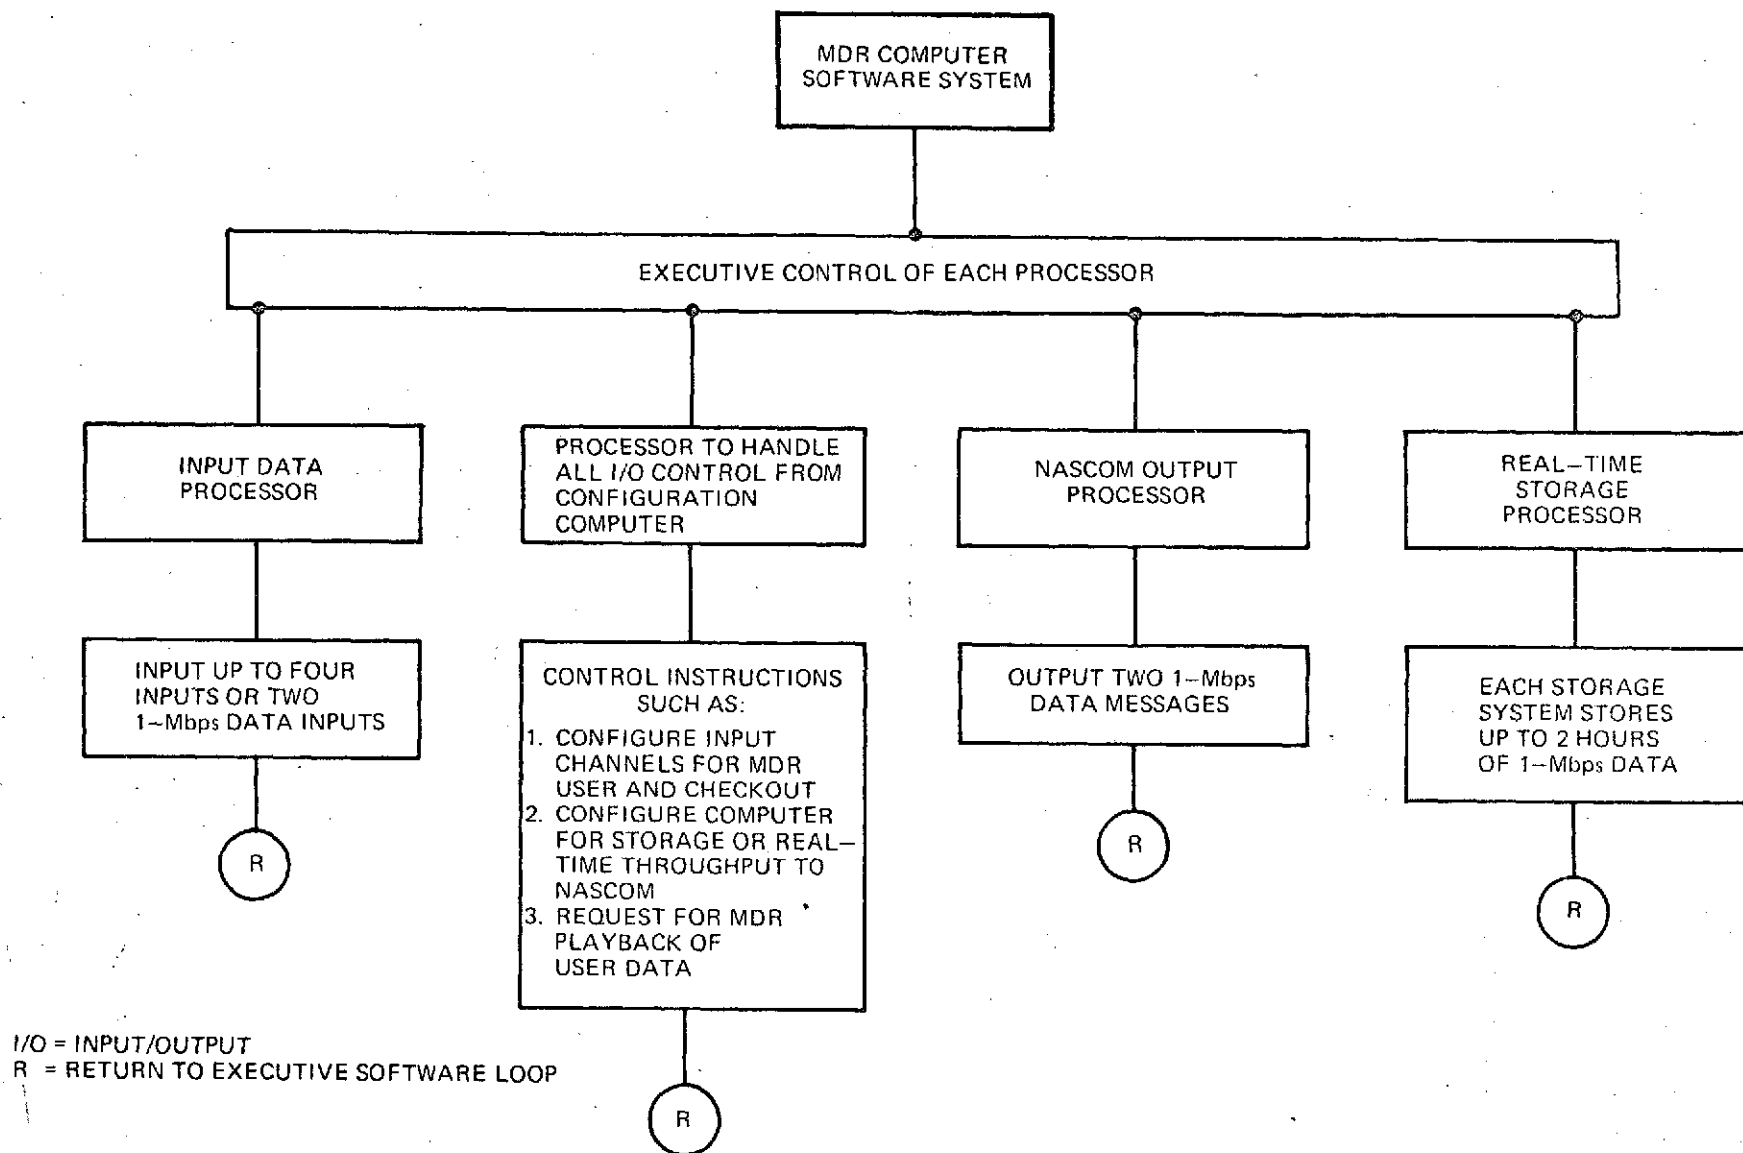 MDR COMPUTER
SOFTWARE SYSTEM
EXECUTIVE CONTROL OF EACH PROCESSOR
INPUT DATA
PROCESSOR
PROCESSOR TO HANDLE
ALL I/O CONTROL FROM
CONFIGURATION
COMPUTER
NASCOM OUTPUT
PROCESSOR
REAL–TIME
STORAGE
PROCESSOR
INPUT UP TO FOUR
INPUTS OR TWO
1–Mbps DATA INPUTS
CONTROL INSTRUCTIONS
SUCH AS:
1. CONFIGURE INPUT
CHANNELS FOR MDR
USER AND CHECKOUT
2. CONFIGURE COMPUTER
FOR STORAGE OR REAL–
TIME THROUGHPUT TO
NASCOM
3. REQUEST FOR MDR
PLAYBACK OF
USER DATA
OUTPUT TWO 1–Mbps
DATA MESSAGES
EACH STORAGE
SYSTEM STORES
UP TO 2 HOURS
OF 1–Mbps DATA
R
R
R
R
I/O = INPUT/OUTPUT
R = RETURN TO EXECUTIVE SOFTWARE LOOP